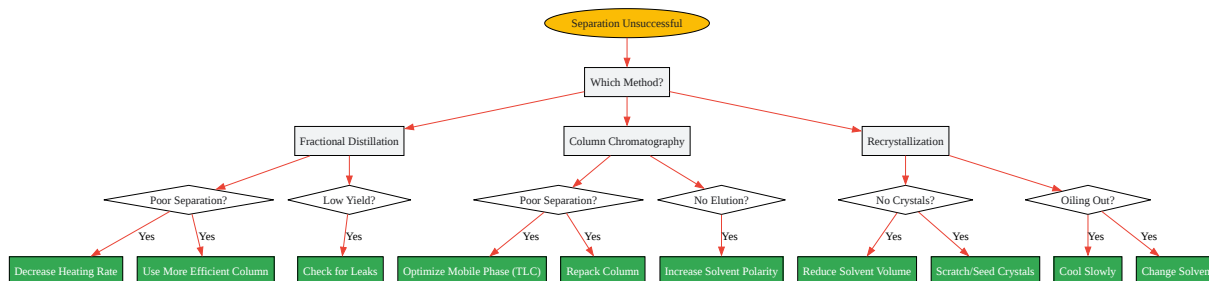 Separation Unsuccessful
Which Method?
Fractional Distillation
Column Chromatography
Recrystallization
Poor Separation?
Low Yield?
Poor Separation?
No Elution?
No Crystals?
Oiling Out?
Yes
Yes
Yes
Yes
Yes
Yes
Yes
Yes
Yes
Yes
Decrease Heating Rate
Use More Efficient Column
Check for Leaks
Optimize Mobile Phase (TLC)
Repack Column
Increase Solvent Polarity
Reduce Solvent Volume
Scratch/Seed Crystals
Cool Slowly
Change Solvent